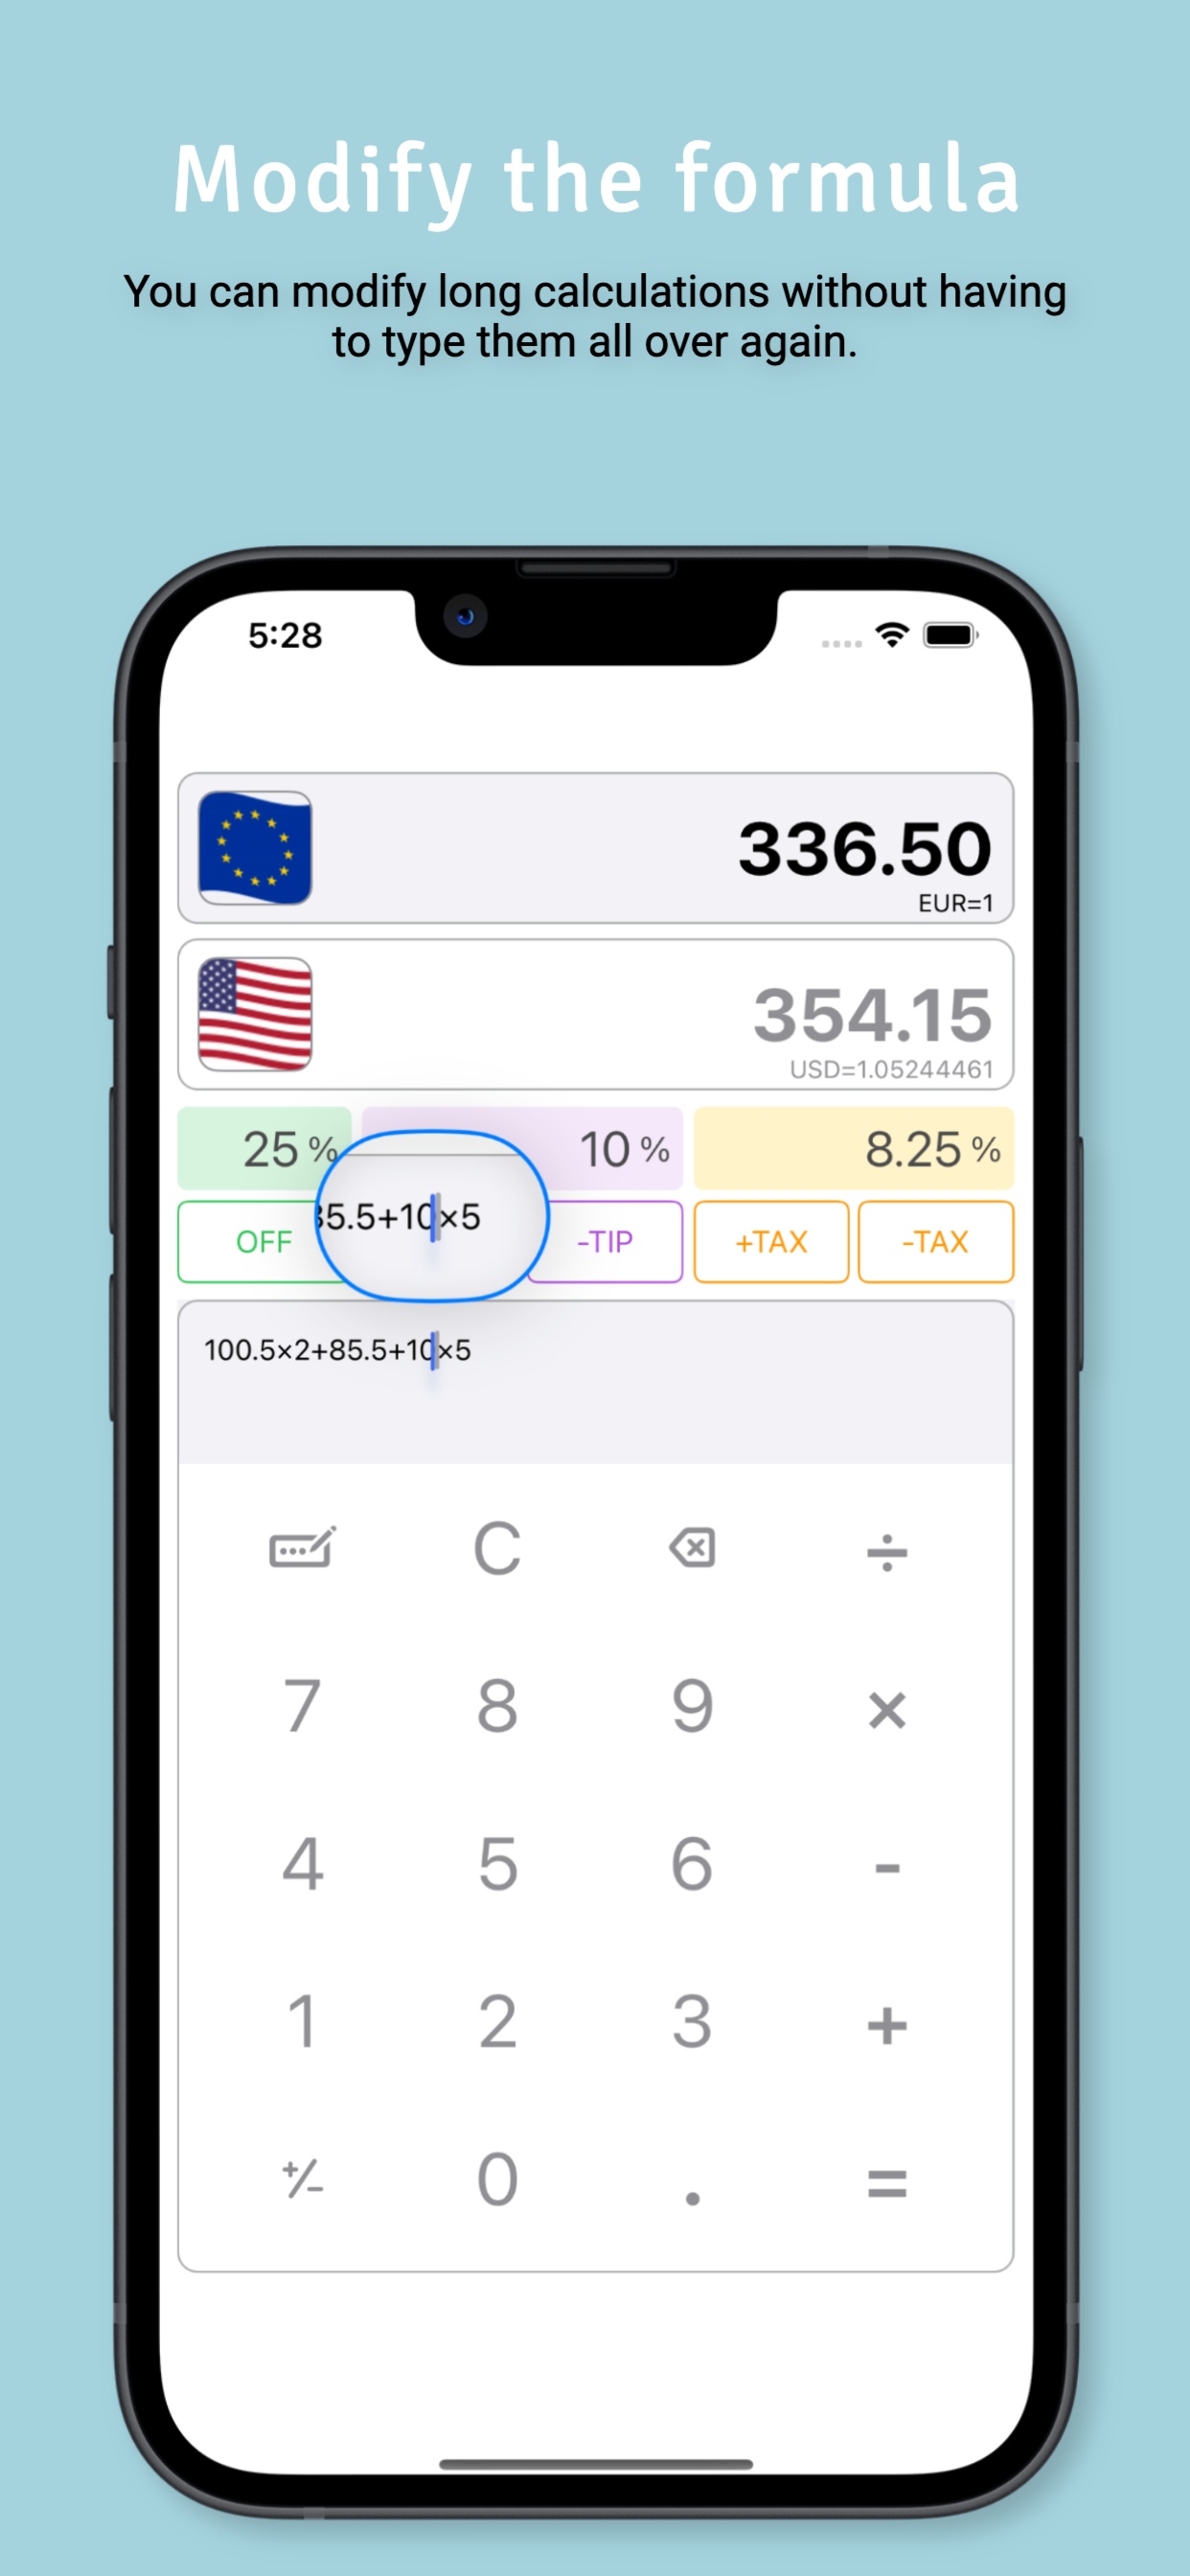 Modify the formula
You can modify long calculations without having
to type them all over again.
5:28
336.50
EUR=1
354.15
USD=1.05244461
25 % 10 % 8.25 %
35.5+10×5
OFF -TIP +TAX -TAX
100.5×2+85.5+10×5
C ÷
7 8 9 ×
4 5 6 -
1 2 3 +
+/- 0 . =